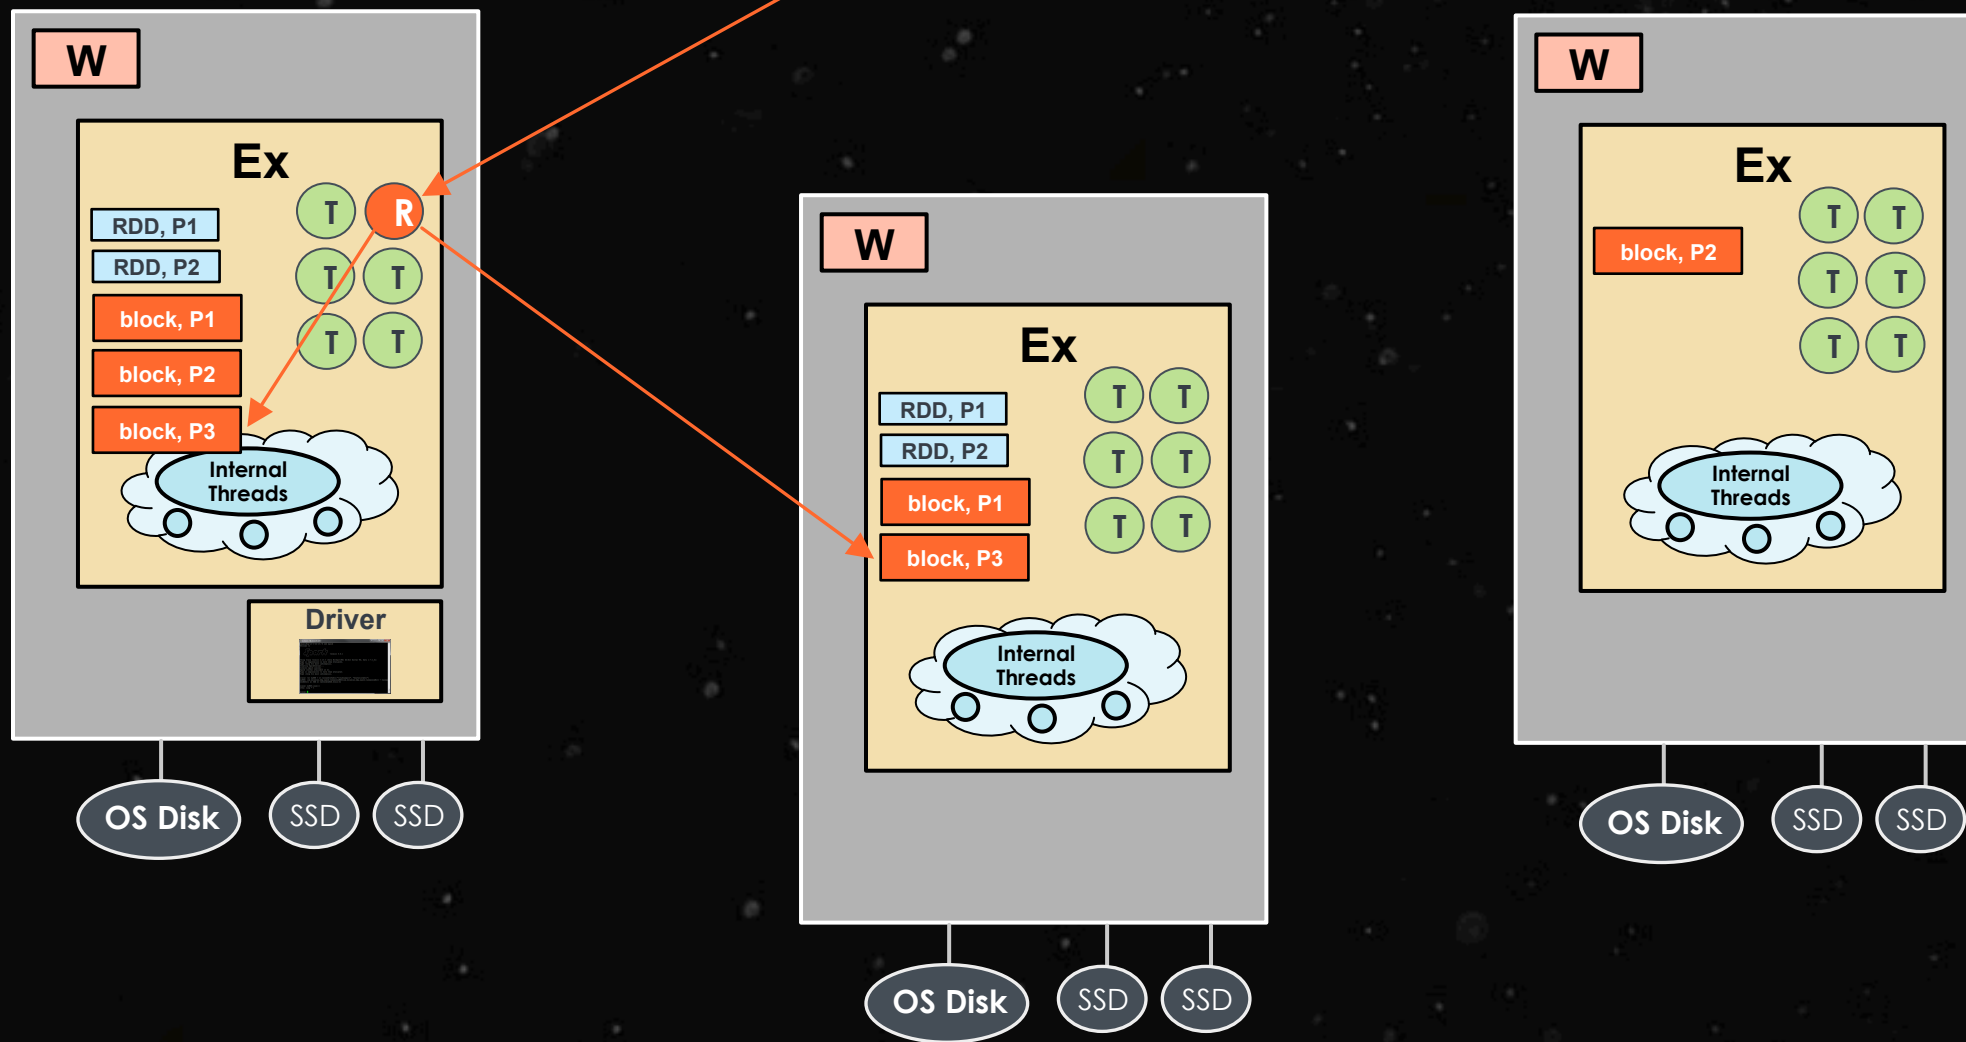 W
Ex
T R
RDD, P1
RDD, P2
T T
block, P1
T T
block, P2
block, P3
Internal
Threads
Driver
OS Disk
SSD
SSD
W
Ex
T T
RDD, P1
RDD, P2
T T
block, P1
T T
block, P3
Internal
Threads
OS Disk
SSD
SSD
W
Ex
T T
block, P2
T T
T T
Internal
Threads
OS Disk
SSD
SSD